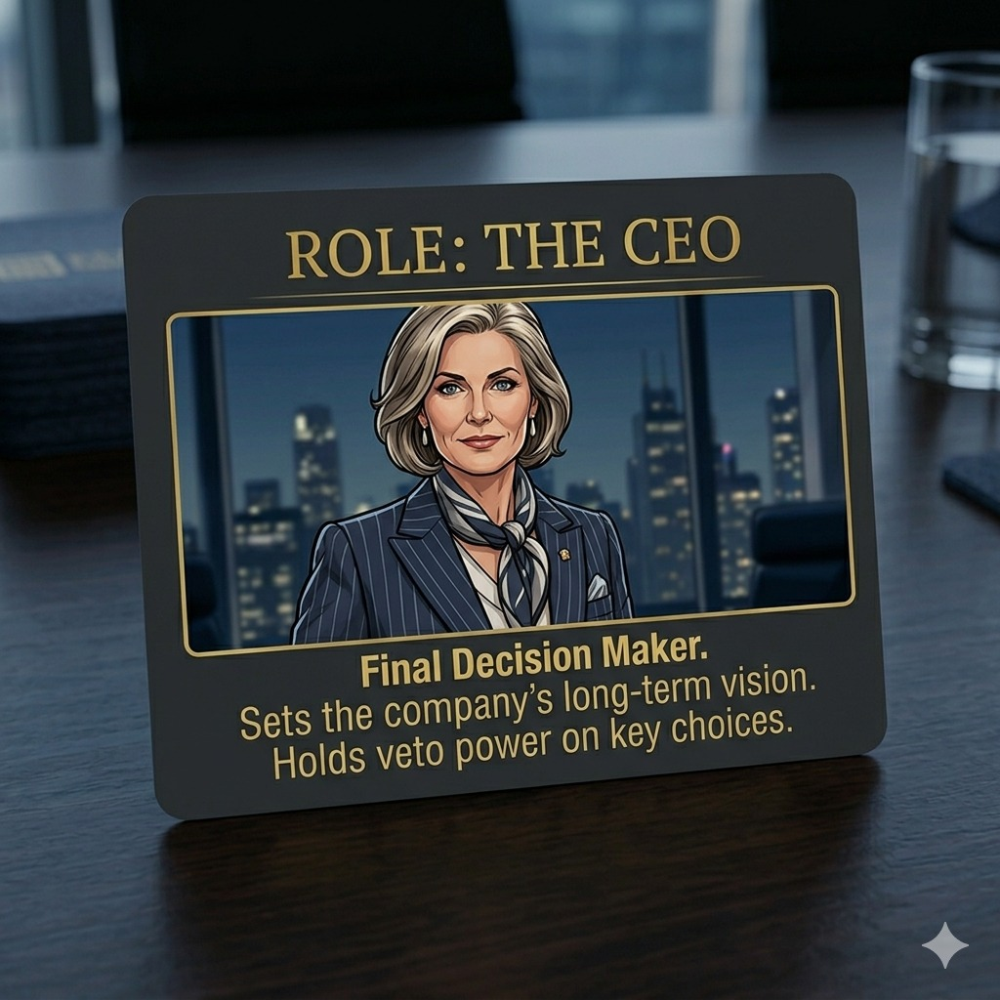 ROLE: THE CEO
Final Decision Maker.
Sets the company's long-term vision.
Holds veto power on key choices.